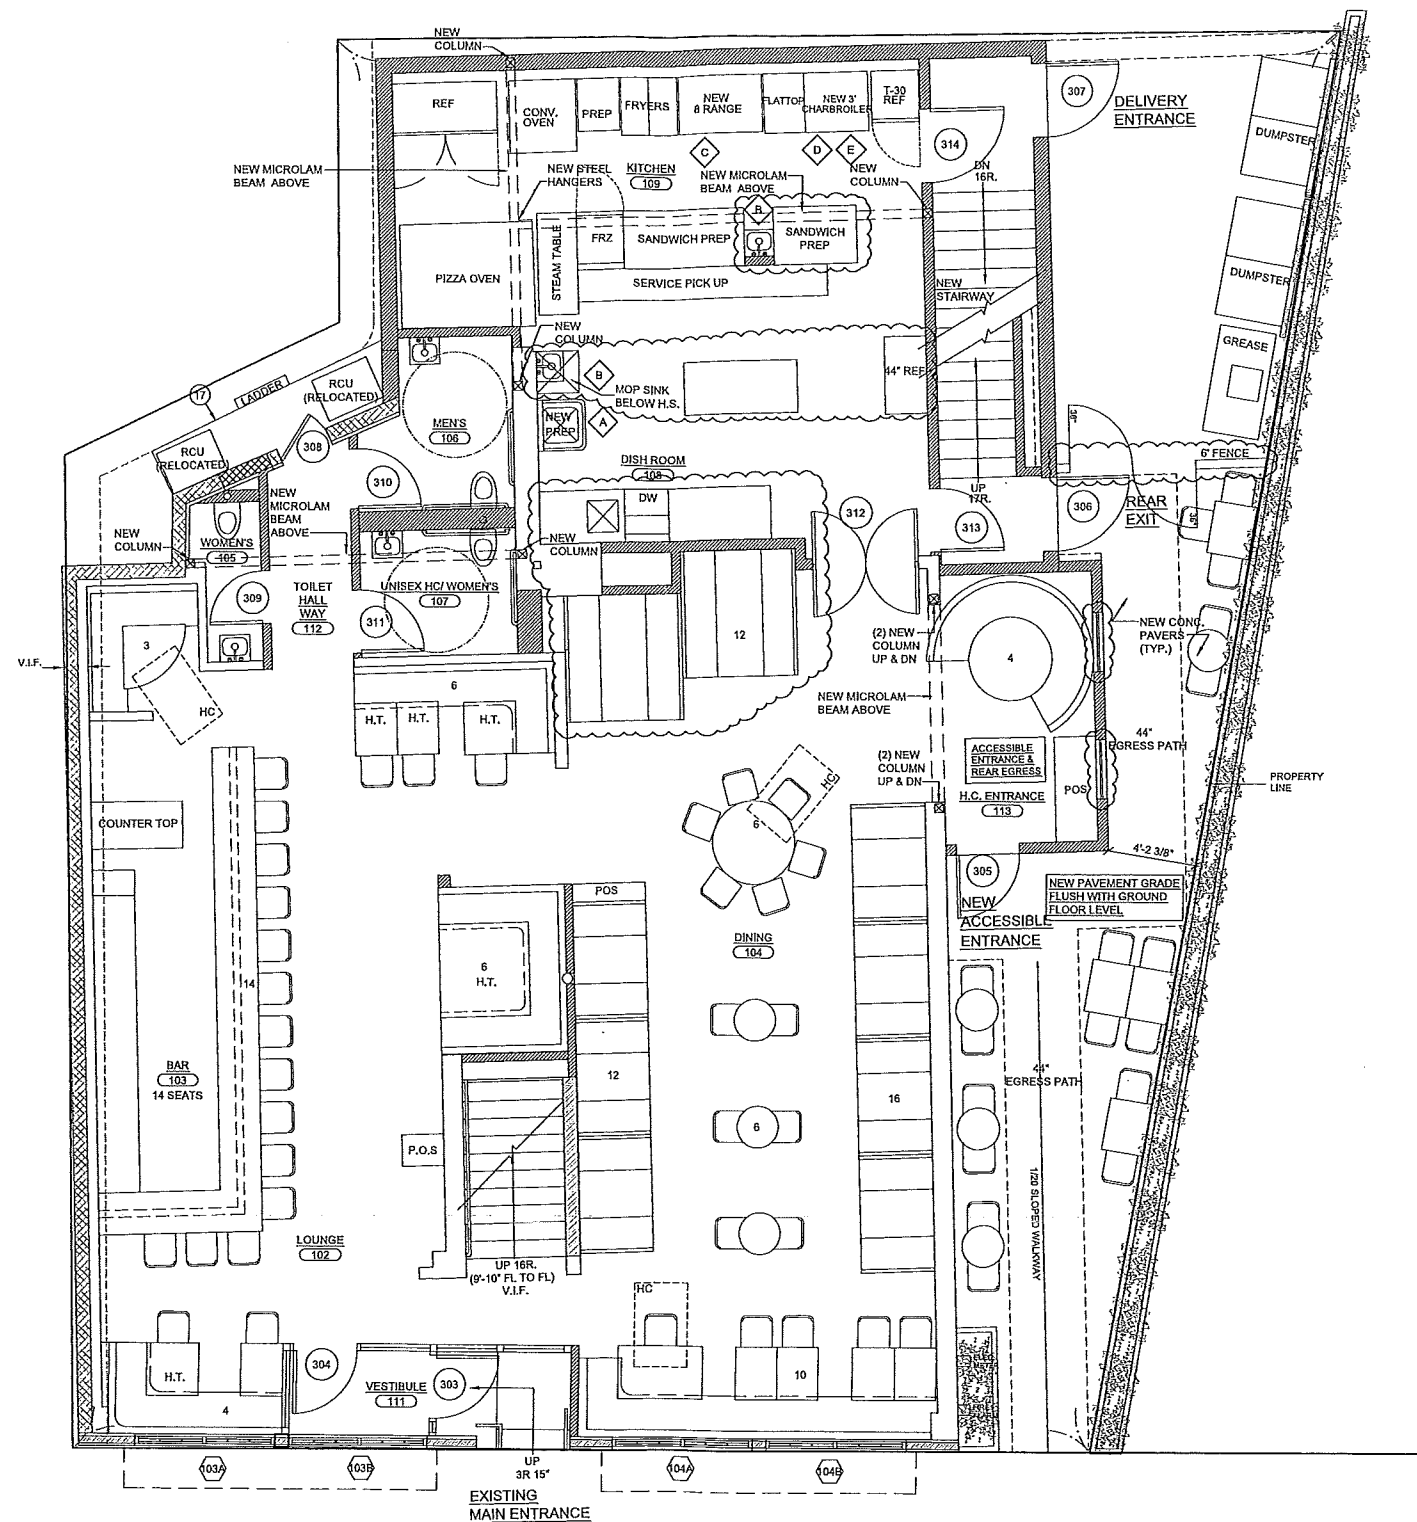 NEW
COLUMN
REF
CONV.
OVEN
PREP
FRYERS
NEW
8 RANGE
FLATTOP
NEW 3'
CHARBROILER
T-30
REF
307
DELIVERY
ENTRANCE
DUMPSTER
314
C
D
E
NEW MICROLAM
BEAM ABOVE
NEW STEEL
HANGERS
KITCHEN
109
NEW MICROLAM
BEAM ABOVE
NEW
COLUMN
DN
16R.
B
STEAM TABLE
FRZ
SANDWICH PREP
SANDWICH
PREP
PIZZA OVEN
SERVICE PICK UP
NEW
STAIRWAY
DUMPSTER
NEW
COLUMN
GREASE
17
LADDER
RCU
(RELOCATED)
B
MOP SINK
BELOW H.S.
44" REF
NEW
PREP
A
MEN'S
106
308
36"
RCU
(RELOCATED)
6' FENCE
310
DISH ROOM
108
UP
17R.
NEW
MICROLAM
BEAM
ABOVE
DW
312
313
306
REAR
EXIT
36"
NEW
COLUMN
WOMEN'S
105
NEW
COLUMN
TOILET
HALL
WAY
112
309
UNISEX HC/ WOMEN'S
107
311
NEW CONC.
PAVERS
(TYP.)
12
(2) NEW
COLUMN
UP & DN
4
3
V.I.F.
HC
6
H.T.
H.T.
H.T.
NEW MICROLAM
BEAM ABOVE
44"
EGRESS PATH
ACCESSIBLE
ENTRANCE &
REAR EGRESS
(2) NEW
COLUMN
UP & DN
H.C. ENTRANCE
113
POS
PROPERTY
LINE
HC
6
COUNTER TOP
4'-2 3/8"
305
NEW
ACCESSIBLE
ENTRANCE
NEW PAVEMENT GRADE
FLUSH WITH GROUND
FLOOR LEVEL
POS
DINING
104
6
H.T.
14
BAR
103
14 SEATS
12
16
44"
EGRESS PATH
6
P.O.S
1/20 SLOPED WALKWAY
LOUNGE
102
UP 16R.
(9'-10" FL TO FL)
V.I.F.
HC
304
VESTIBULE
111
303
H.T.
4
10
103A
103B
UP
3R 15"
104A
104B
EXISTING
MAIN ENTRANCE